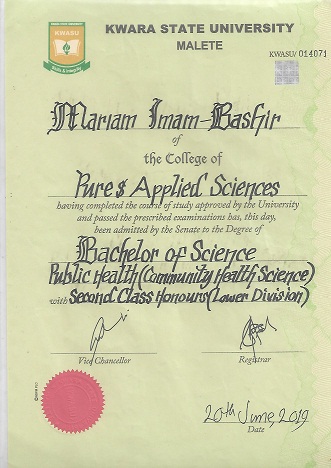 KWASU
Skills & Integrity
KWARA STATE UNIVERSITY
MALETE
KWASU/ 014071
Mariam Imam-Bashir
of
the College of
Pure & Applied Sciences
having completed the course of study approved by the University
and passed the prescribed examinations has, this day,
been admitted by the Senate to the Degree of
Bachelor of Science
Public Health (Community Health Science)
with Second Class Honours (Lower Division)
Vice Chancellor
Registrar
20th June, 2019
Date